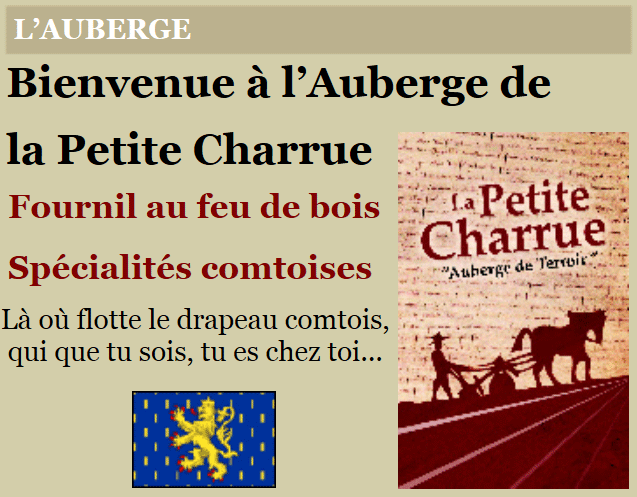 L’AUBERGE
Bienvenue à l’Auberge de
la Petite Charrue
Fournil au feu de bois
Spécialités comtoises
Là où flotte le drapeau comtois,
qui que tu sois, tu es chez toi...
La Petite
Charrue
"Auberge de Terroir"